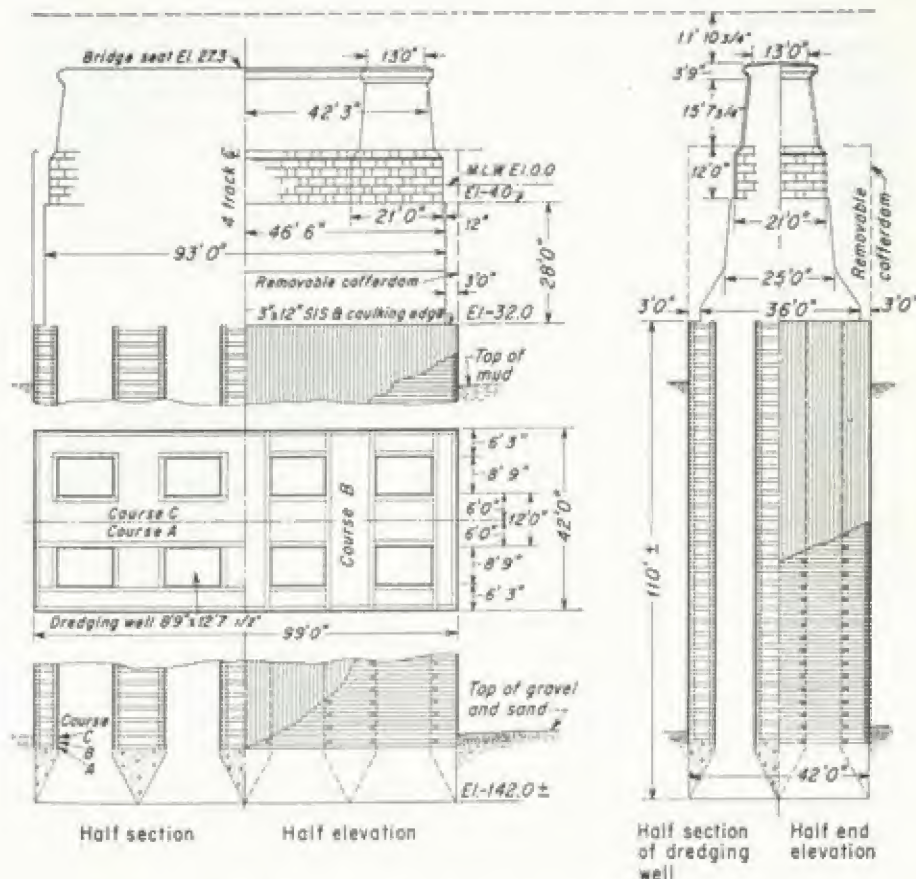 11' 10 3/4"
Bridge seat El. 27.3
13'0"
13'0"
3'9"
42'3"
15'7 3/4"
4 track ℄
M.L.W. El. 0.0
12'0"
El.-4.0
21'0"
12"
46'6"
93'0"
28'0"
21'0"
Removable cofferdam
Removable cofferdam
3'0"
25'0"
3"x12" S1S & caulking edge
El.-32.0
3'0"
36'0"
3'0"
Top of
mud
6'3"
8'9"
Course C
Course A
Course B
6'0"
12'0"
6'0"
42'0"
8'9"
6'3"
110' ±
Dredging well 8'9" x 12'7 1/2"
99'0"
Top of gravel
and sand
Course
C
B
A
El.-142.0 ±
42'0"
Half section
Half elevation
Half section
of dredging
well
Half end
elevation